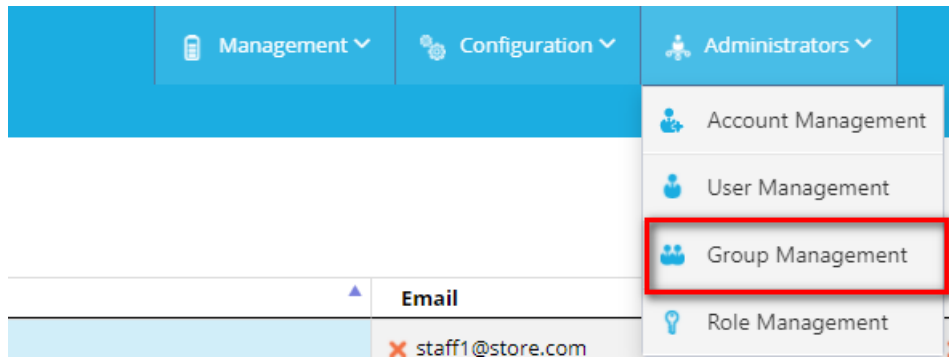 Management
Configuration
Administrators
Account Management
User Management
Group Management
Role Management
Email
staff1@store.com